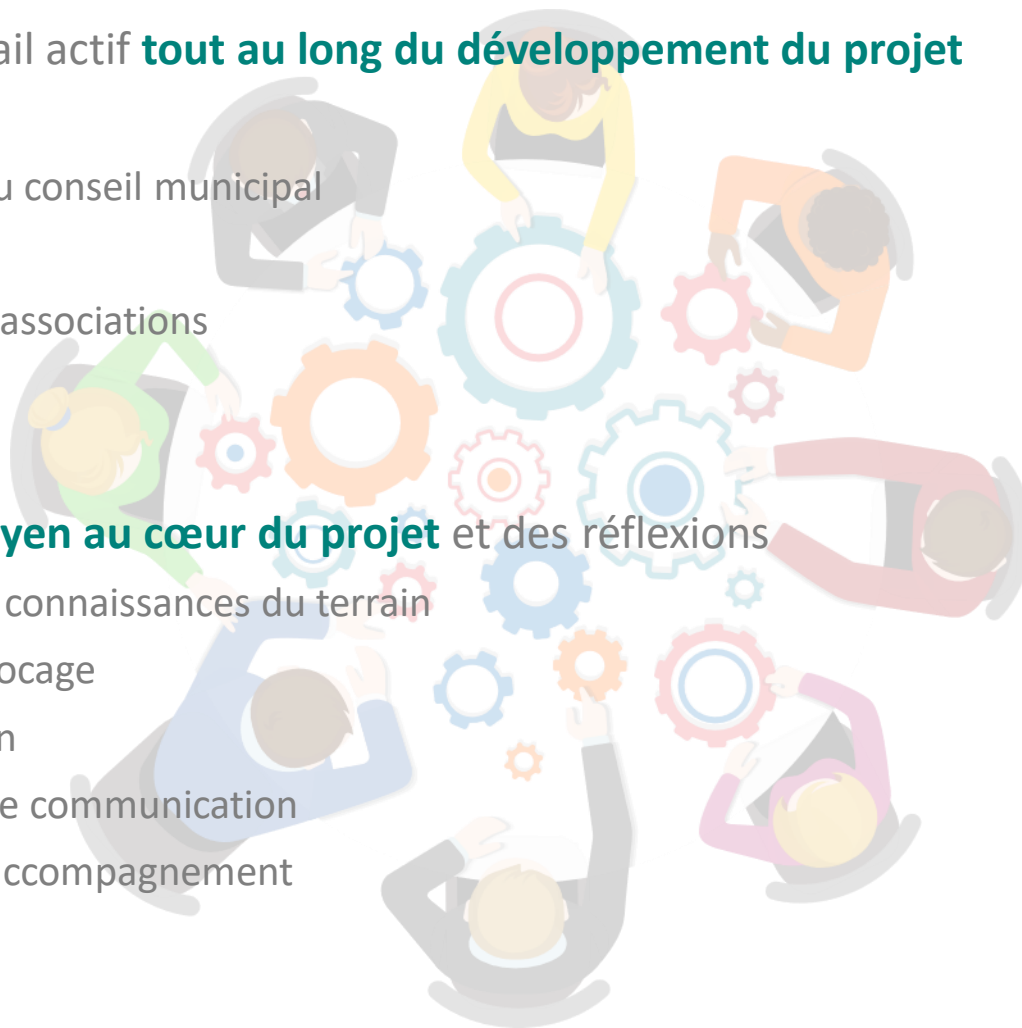 ail actif tout au long du développement du projet
u conseil municipal
associations
yen au cœur du projet et des réflexions
connaissances du terrain
ocage
n
e communication
ccompagnement